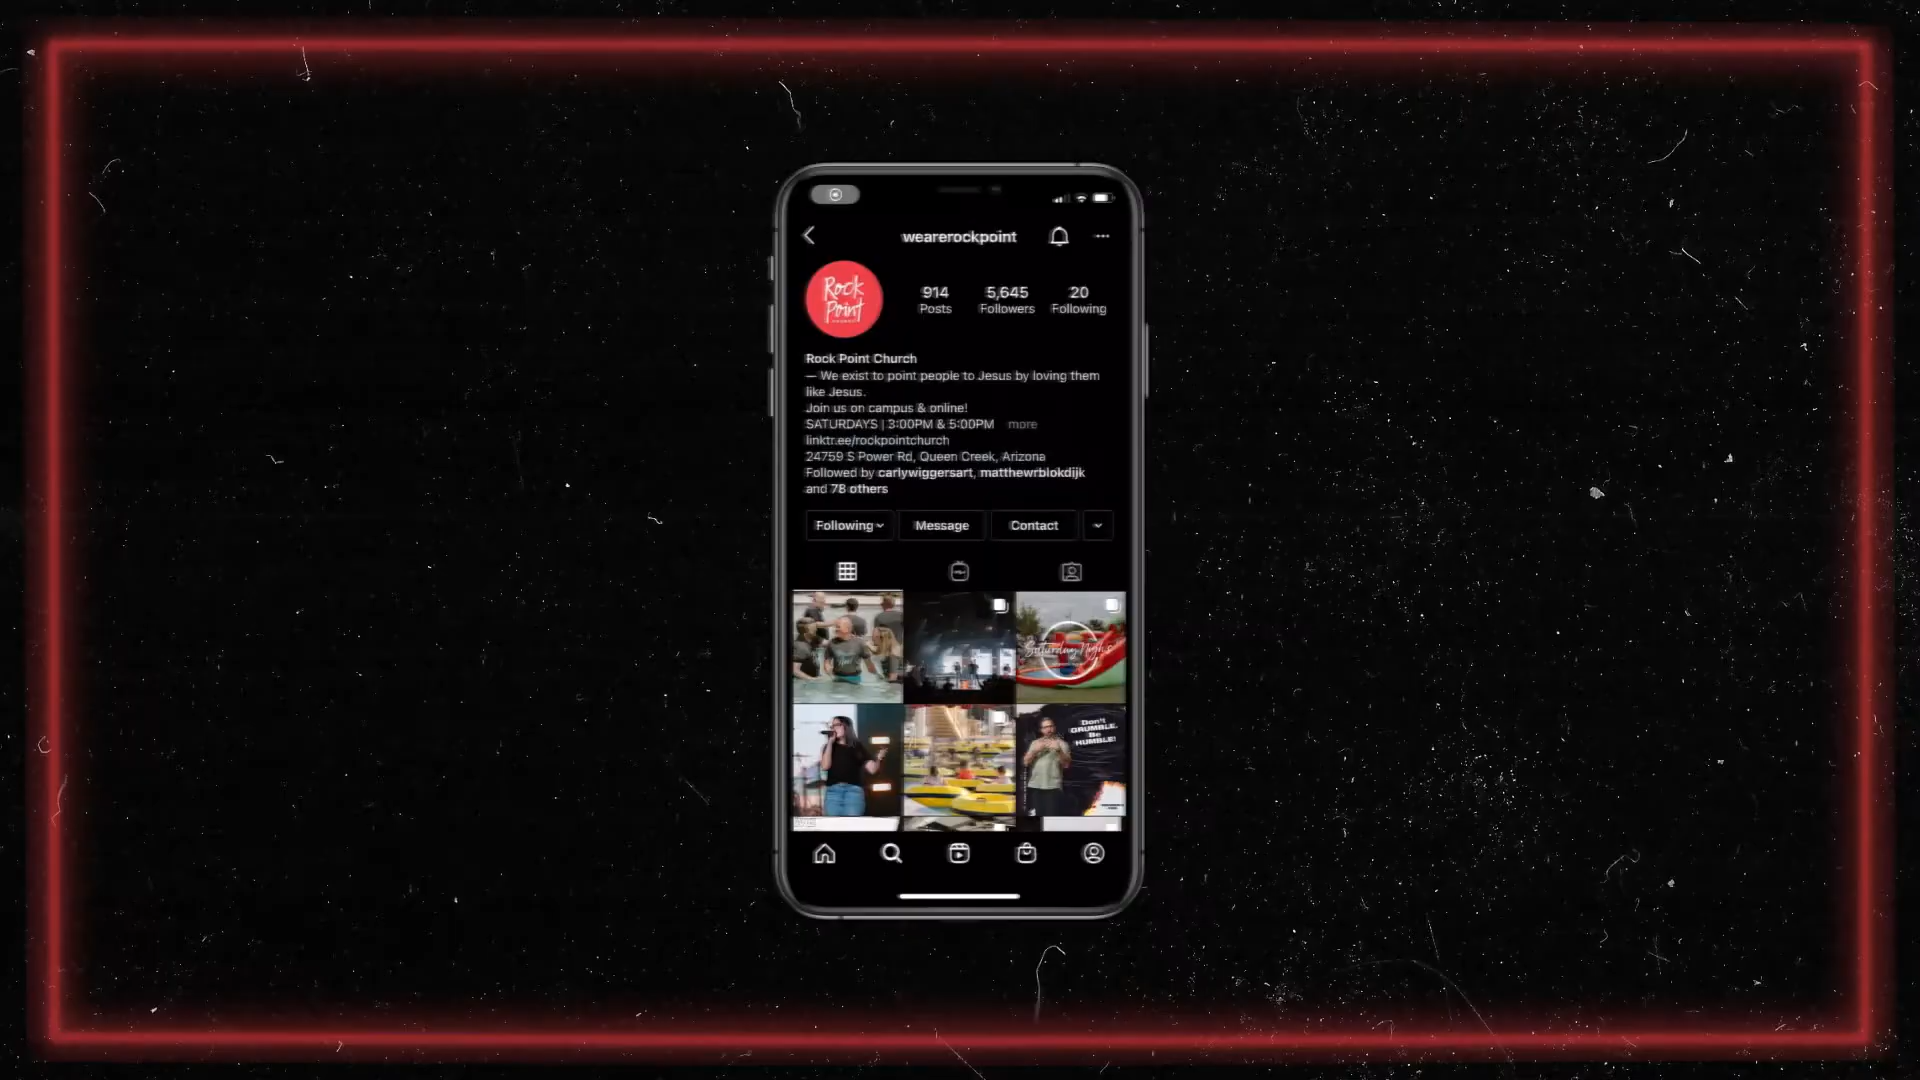 wearerockpoint
Rock
Point
914
Posts
5,645
Followers
20
Following
Rock Point Church
— We exist to point people to Jesus by loving them
like Jesus.
Join us on campus & online!
SATURDAYS | 3:00PM & 5:00PM more
linktr.ee/rockpointchurch
24759 S Power Rd, Queen Creek, Arizona
Followed by carlywiggersart, matthewrblokdijk
and 78 others
Following
Message
Contact
Saturday Nights
Don't
GRUMBLE.
Be
HUMBLE!